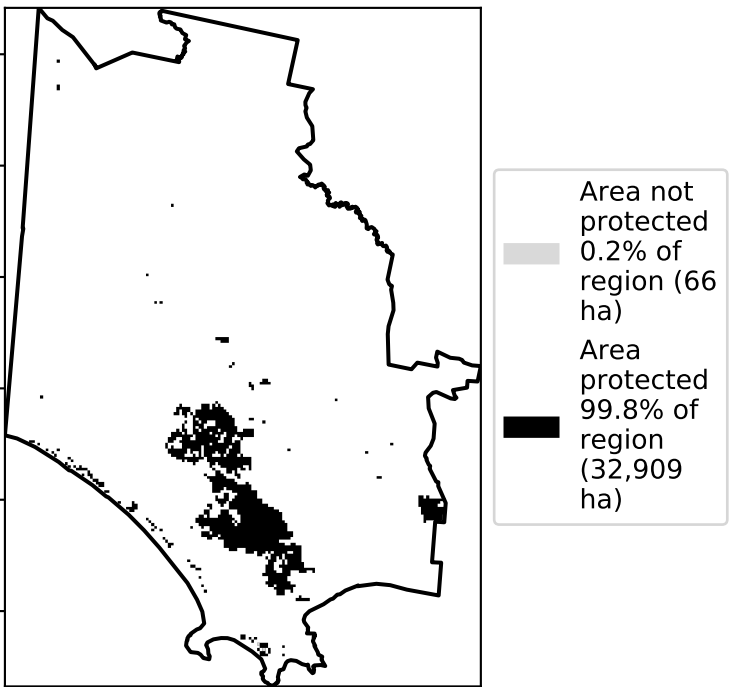 Area not
protected
0.2% of
region (66
ha)
Area
protected
99.8% of
region
(32,909
ha)